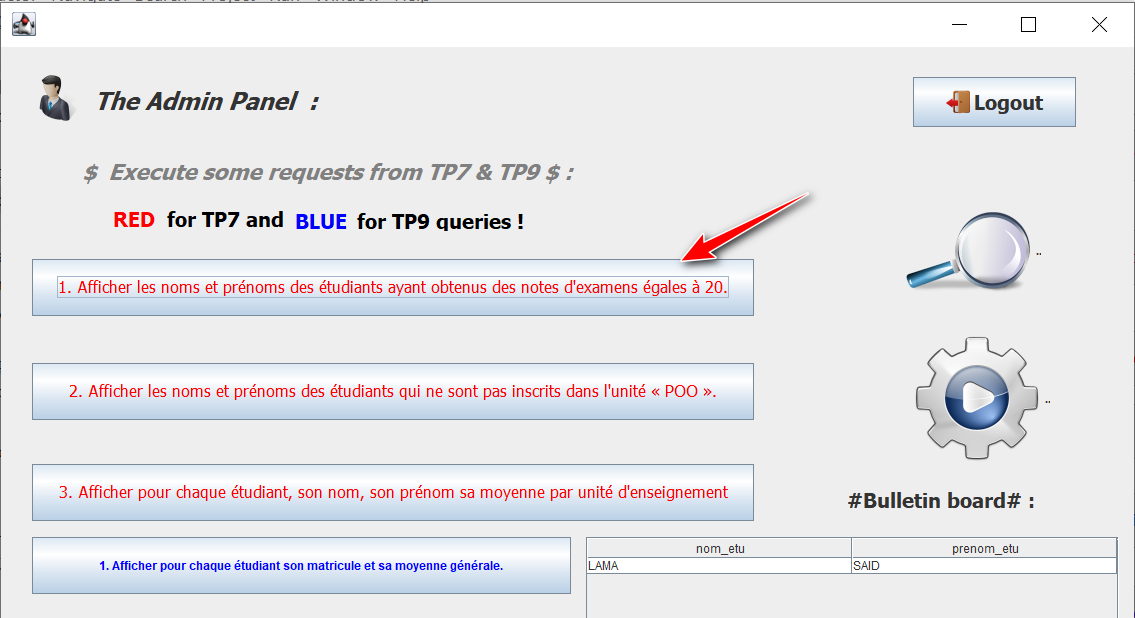 The Admin Panel :
Logout
$ Execute some requests from TP7 & TP9 $ :
RED for TP7 and BLUE for TP9 queries !
..
1. Afficher les noms et prénoms des étudiants ayant obtenus des notes d'examens égales à 20.
2. Afficher les noms et prénoms des étudiants qui ne sont pas inscrits dans l'unité « POO ».
..
3. Afficher pour chaque étudiant, son nom, son prénom sa moyenne par unité d'enseignement
#Bulletin board# :
1. Afficher pour chaque étudiant son matricule et sa moyenne générale.
nom_etu prenom_etu
LAMA SAID